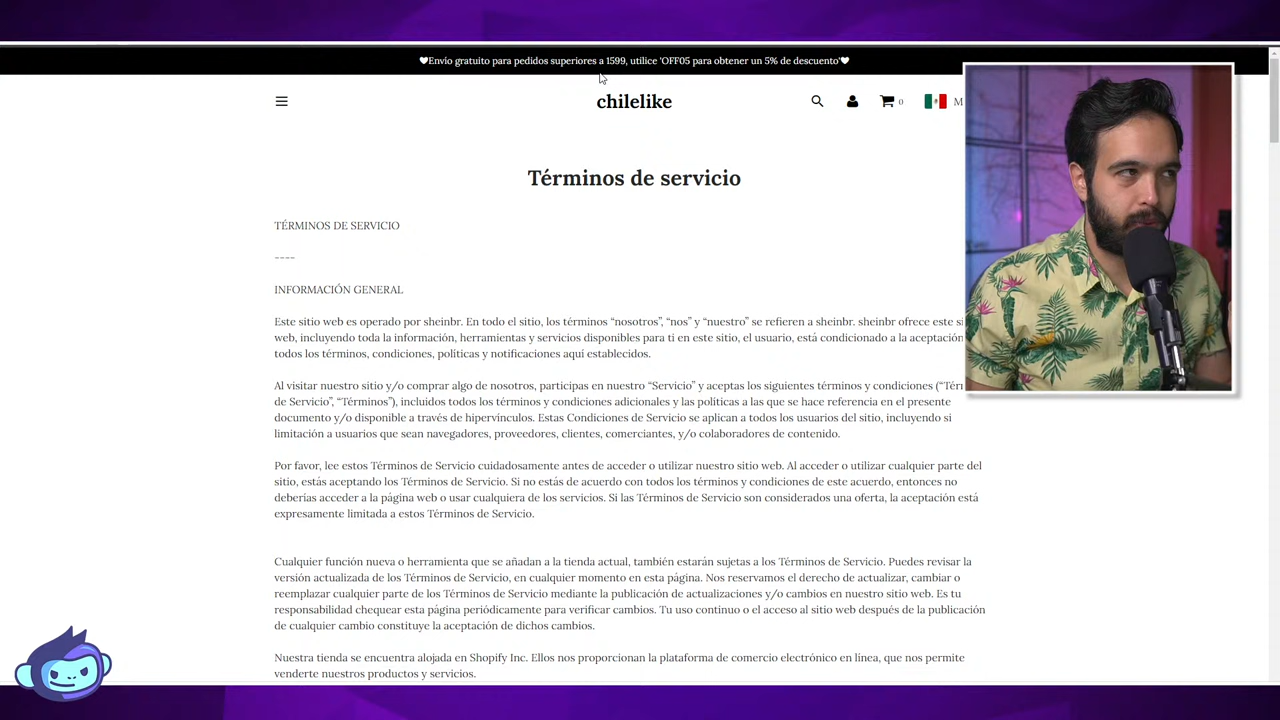 🖤Envío gratuito para pedidos superiores a 1599, utilice 'OFF05 para obtener un 5% de descuento'🖤
chilelike
0
M
Términos de servicio
TÉRMINOS DE SERVICIO
----
INFORMACIÓN GENERAL
Este sitio web es operado por sheinbr. En todo el sitio, los términos “nosotros”, “nos” y “nuestro” se refieren a sheinbr. sheinbr ofrece este si
web, incluyendo toda la información, herramientas y servicios disponibles para ti en este sitio, el usuario, está condicionado a la aceptación
todos los términos, condiciones, políticas y notificaciones aquí establecidos.
Al visitar nuestro sitio y/o comprar algo de nosotros, participas en nuestro “Servicio” y aceptas los siguientes términos y condiciones (“Tér
de Servicio”, “Términos”), incluidos todos los términos y condiciones adicionales y las políticas a las que se hace referencia en el presente
documento y/o disponible a través de hipervínculos. Estas Condiciones de Servicio se aplican a todos los usuarios del sitio, incluyendo si
limitación a usuarios que sean navegadores, proveedores, clientes, comerciantes, y/o colaboradores de contenido.
Por favor, lee estos Términos de Servicio cuidadosamente antes de acceder o utilizar nuestro sitio web. Al acceder o utilizar cualquier parte del
sitio, estás aceptando los Términos de Servicio. Si no estás de acuerdo con todos los términos y condiciones de este acuerdo, entonces no
deberías acceder a la página web o usar cualquiera de los servicios. Si las Términos de Servicio son considerados una oferta, la aceptación está
expresamente limitada a estos Términos de Servicio.
Cualquier función nueva o herramienta que se añadan a la tienda actual, también estarán sujetas a los Términos de Servicio. Puedes revisar la
versión actualizada de los Términos de Servicio, en cualquier momento en esta página. Nos reservamos el derecho de actualizar, cambiar o
reemplazar cualquier parte de los Términos de Servicio mediante la publicación de actualizaciones y/o cambios en nuestro sitio web. Es tu
responsabilidad chequear esta página periódicamente para verificar cambios. Tu uso contínuo o el acceso al sitio web después de la publicación
de cualquier cambio constituye la aceptación de dichos cambios.
Nuestra tienda se encuentra alojada en Shopify Inc. Ellos nos proporcionan la plataforma de comercio electrónico en línea, que nos permite
venderte nuestros productos y servicios.